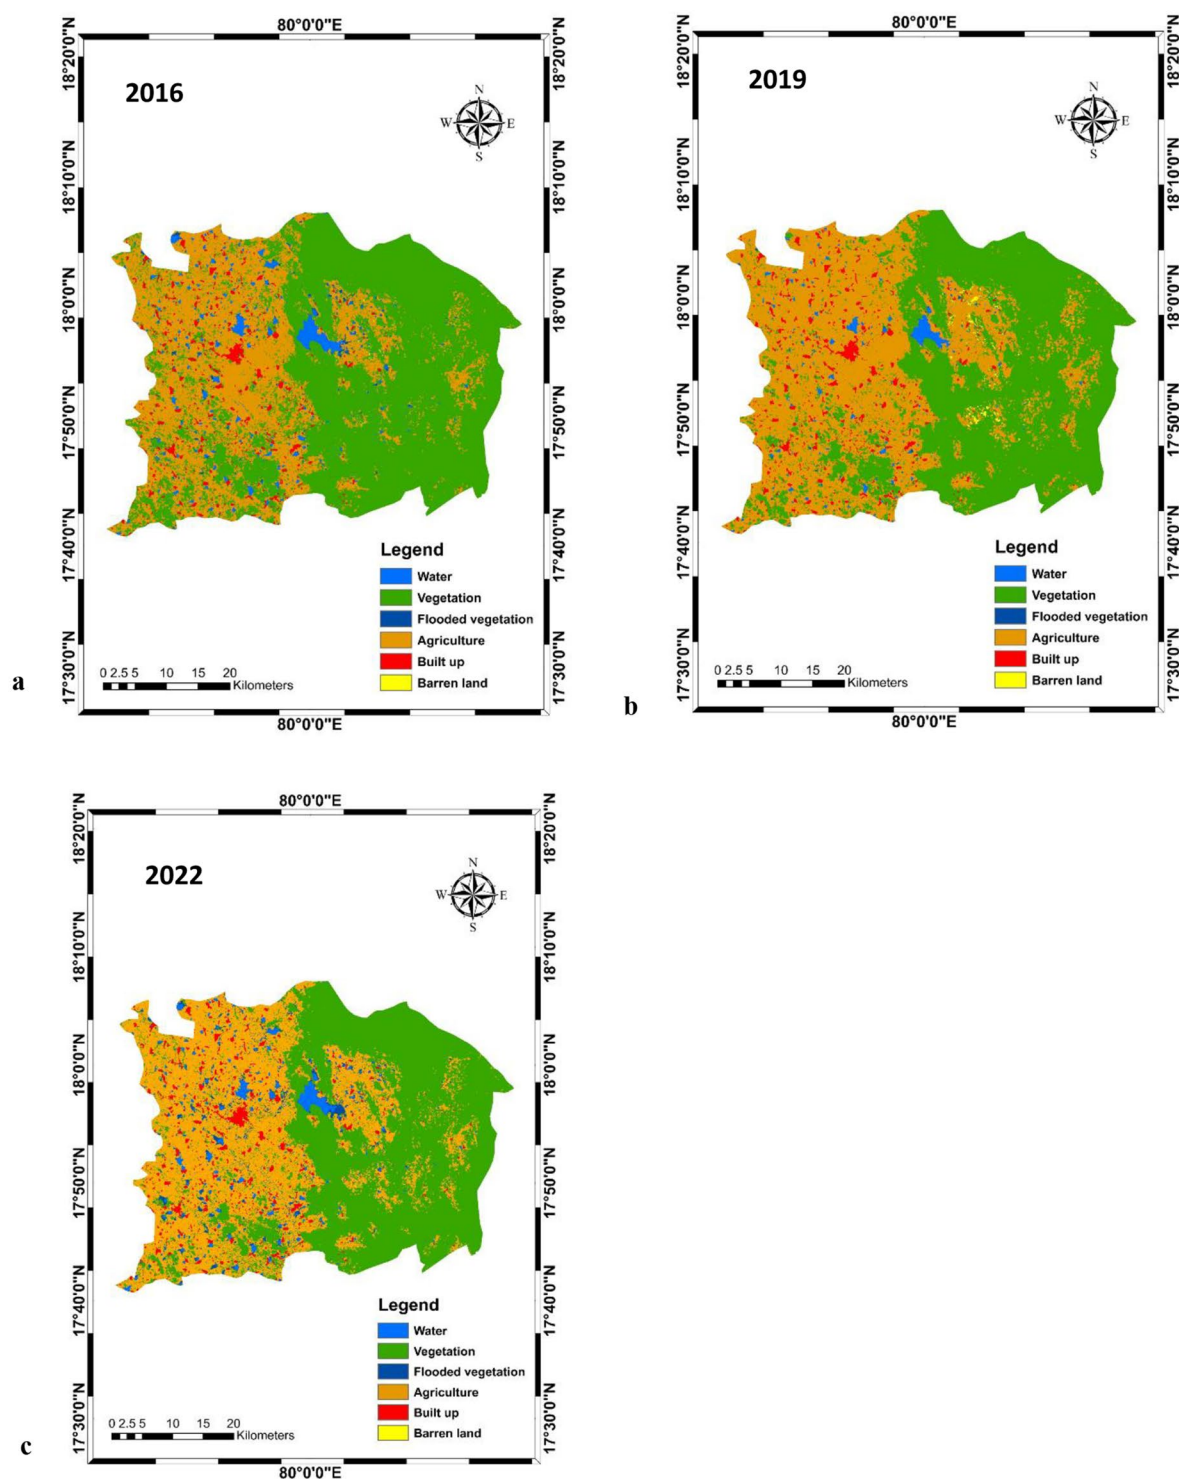 80°0'0"E
2016
N
W E
S
18°20'0"N
18°10'0"N
18°0'0"N
17°50'0"N
17°40'0"N
17°30'0"N
18°20'0"N
18°10'0"N
18°0'0"N
17°50'0"N
17°40'0"N
17°30'0"N
Legend
Water
Vegetation
Flooded vegetation
Agriculture
Built up
Barren land
0 2.5 5 10 15 20
Kilometers
80°0'0"E
a
80°0'0"E
2019
N
W E
S
18°20'0"N
18°10'0"N
18°0'0"N
17°50'0"N
17°40'0"N
17°30'0"N
18°20'0"N
18°10'0"N
18°0'0"N
17°50'0"N
17°40'0"N
17°30'0"N
Legend
Water
Vegetation
Flooded vegetation
Agriculture
Built up
Barren land
0 2.5 5 10 15 20
Kilometers
80°0'0"E
b
80°0'0"E
2022
N
W E
S
18°20'0"N
18°10'0"N
18°0'0"N
17°50'0"N
17°40'0"N
17°30'0"N
18°20'0"N
18°10'0"N
18°0'0"N
17°50'0"N
17°40'0"N
17°30'0"N
Legend
Water
Vegetation
Flooded vegetation
Agriculture
Built up
Barren land
0 2.5 5 10 15 20
Kilometers
80°0'0"E
c